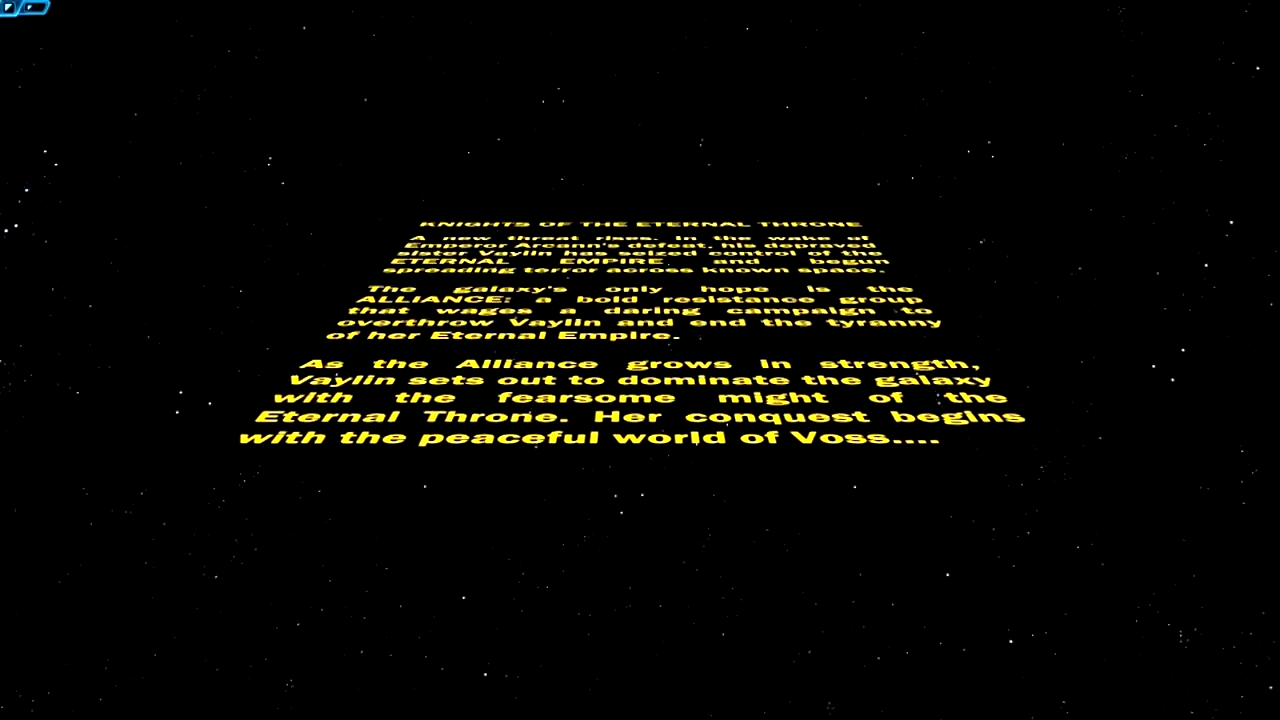 KNIGHTS OF THE ETERNAL THRONE
A new threat rises. In the wake of
Emperor Arcann's defeat, his depraved
sister Vaylin has seized control of the
ETERNAL EMPIRE and begun
spreading terror across known space.
The galaxy's only hope is the
ALLIANCE: a bold resistance group
that wages a daring campaign to
overthrow Vaylin and end the tyranny
of her Eternal Empire.
As the Alliance grows in strength,
Vaylin sets out to dominate the galaxy
with the fearsome might of the
Eternal Throne. Her conquest begins
with the peaceful world of Voss....